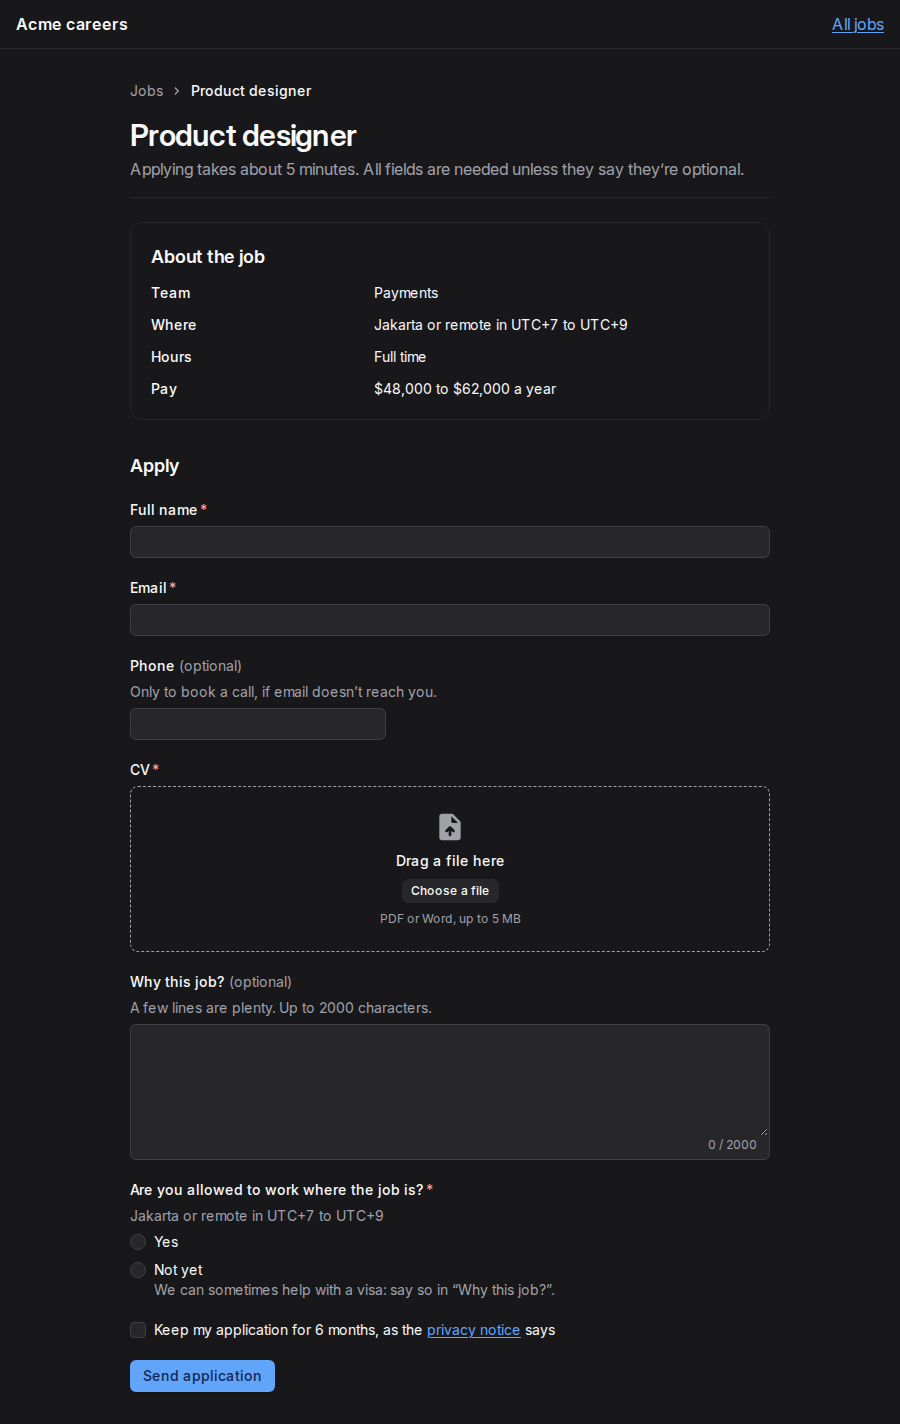 Acme careers
All jobs
Jobs > Product designer
Product designer
Applying takes about 5 minutes. All fields are needed unless they say they’re optional.
About the job
Team Payments
Where Jakarta or remote in UTC+7 to UTC+9
Hours Full time
Pay $48,000 to $62,000 a year
Apply
Full name *
Email *
Phone (optional)
Only to book a call, if email doesn’t reach you.
CV *
Drag a file here
Choose a file
PDF or Word, up to 5 MB
Why this job? (optional)
A few lines are plenty. Up to 2000 characters.
0 / 2000
Are you allowed to work where the job is? *
Jakarta or remote in UTC+7 to UTC+9
Yes
Not yet
We can sometimes help with a visa: say so in “Why this job?”.
Keep my application for 6 months, as the privacy notice says
Send application